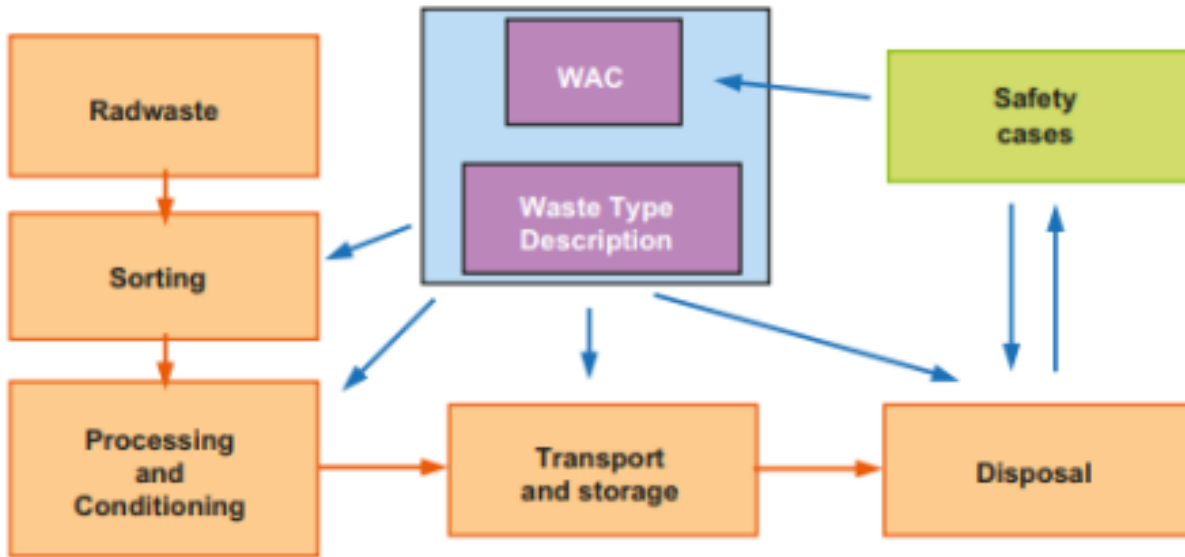 Radwaste
WAC
Safety
cases
Sorting
Waste Type
Description
Processing
and
Conditioning
Transport
and storage
Disposal